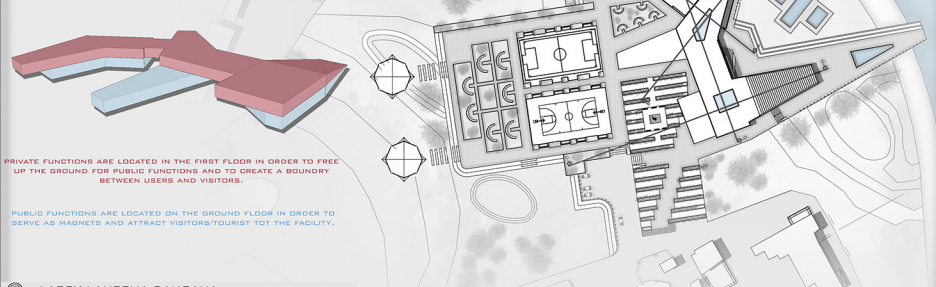 PRIVATE FUNCTIONS ARE LOCATED IN THE FIRST FLOOR IN ORDER TO FREE
UP THE GROUND FOR PUBLIC FUNCTIONS AND TO CREATE A BOUNDRY
BETWEEN USERS AND VISITORS.
PUBLIC FUNCTIONS ARE LOCATED ON THE GROUND FLOOR IN ORDER TO
SERVE AS MAGNETS AND ATTRACT VISITORS/TOURIST TOT THE FACILITY.